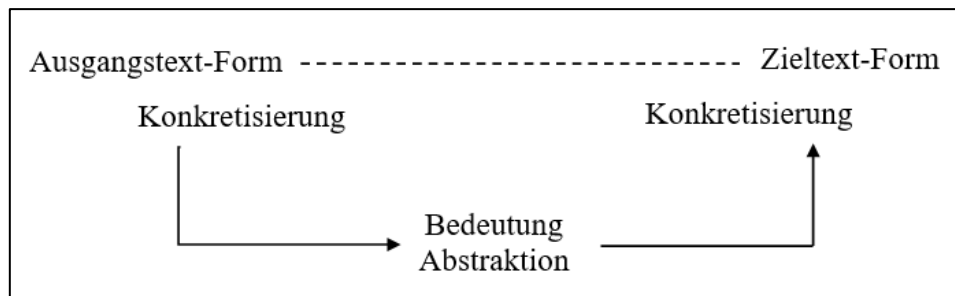 Ausgangstext-Form
Zieltext-Form
Konkretisierung
Konkretisierung
Bedeutung
Abstraktion